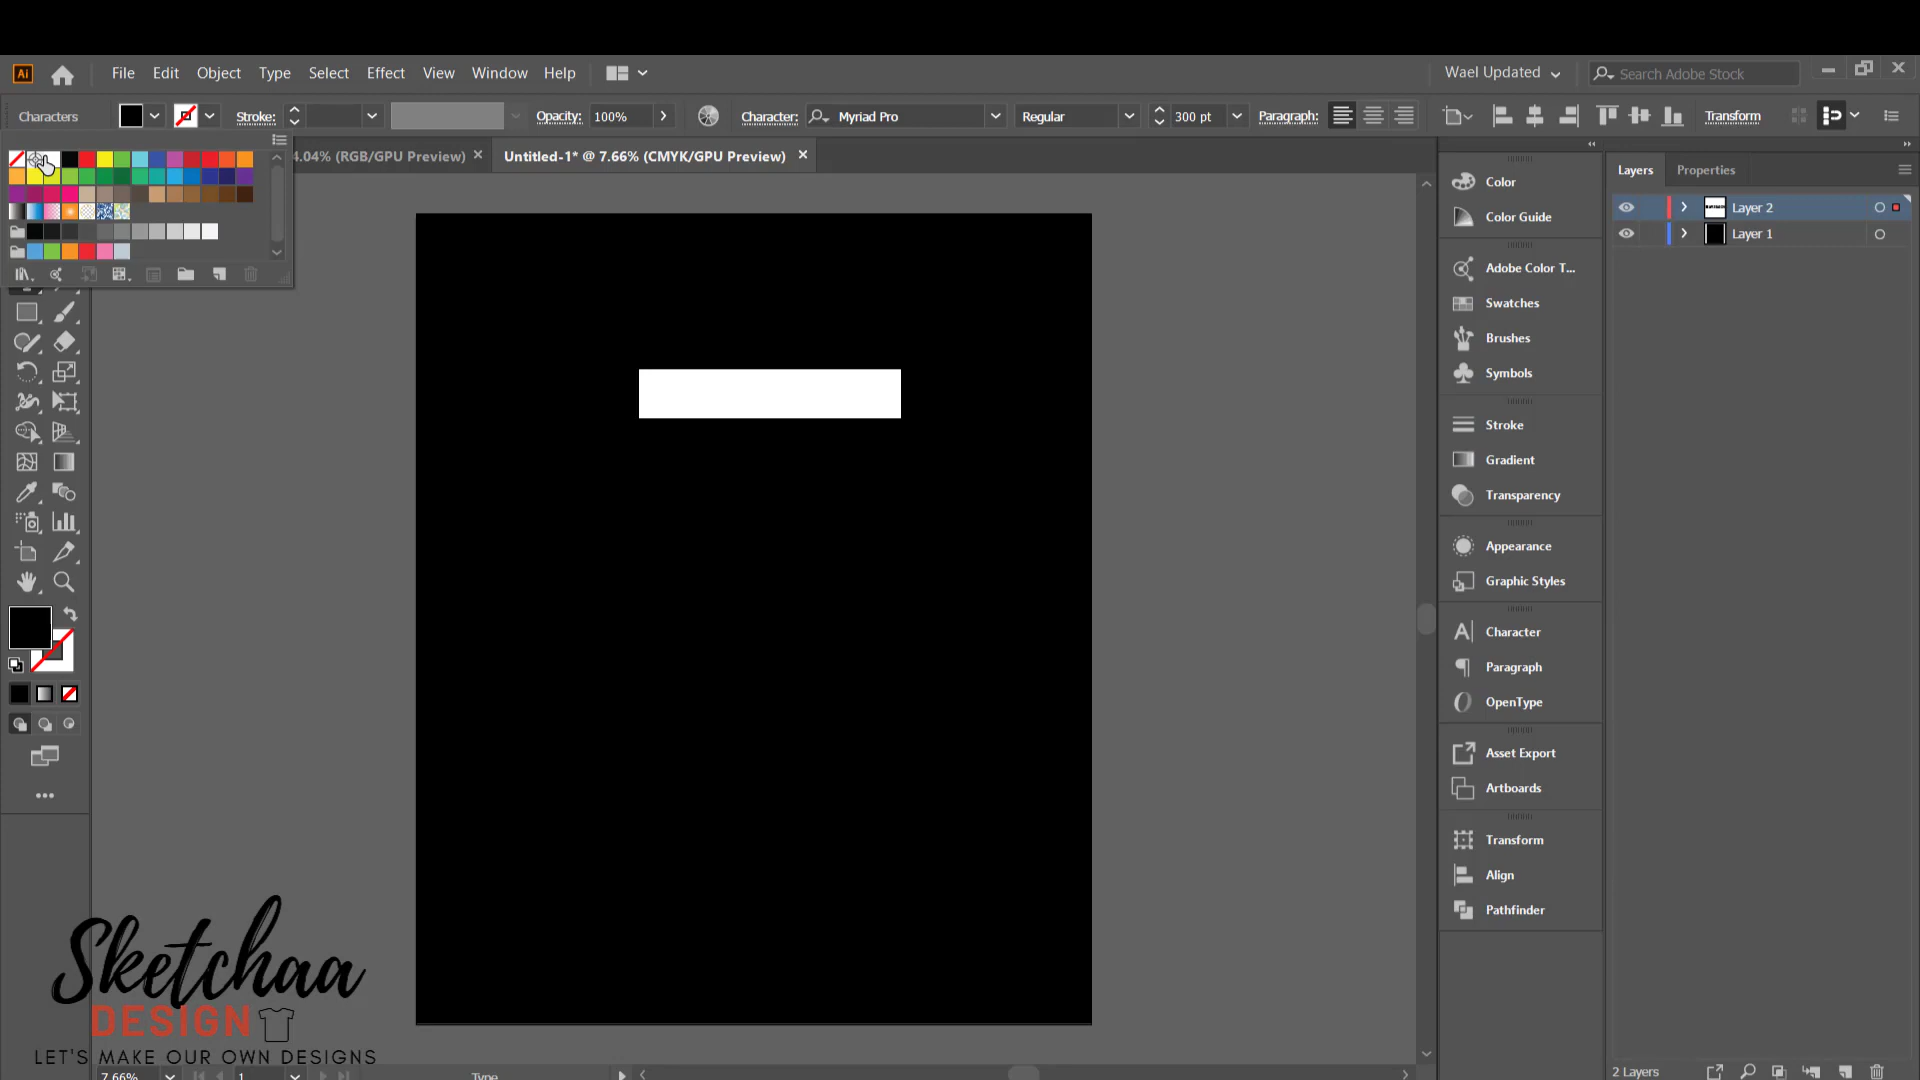 Ai
File Edit Object Type Select Effect View Window Help
Wael Updated
Search Adobe Stock
Characters
Stroke:
Opacity: 100%
Character: Myriad Pro
Regular
300 pt
Paragraph:
Transform
4.04% (RGB/GPU Preview)
Untitled-1* @ 7.66% (CMYK/GPU Preview)
Color
Color Guide
Adobe Color T...
Swatches
Brushes
Symbols
Stroke
Gradient
Transparency
Appearance
Graphic Styles
Character
Paragraph
OpenType
Asset Export
Artboards
Transform
Align
Pathfinder
Layers Properties
Layer 2
Layer 1
Sketchaa
DESIGN
LET'S MAKE OUR OWN DESIGNS
7.66%
1
Type
2 Layers